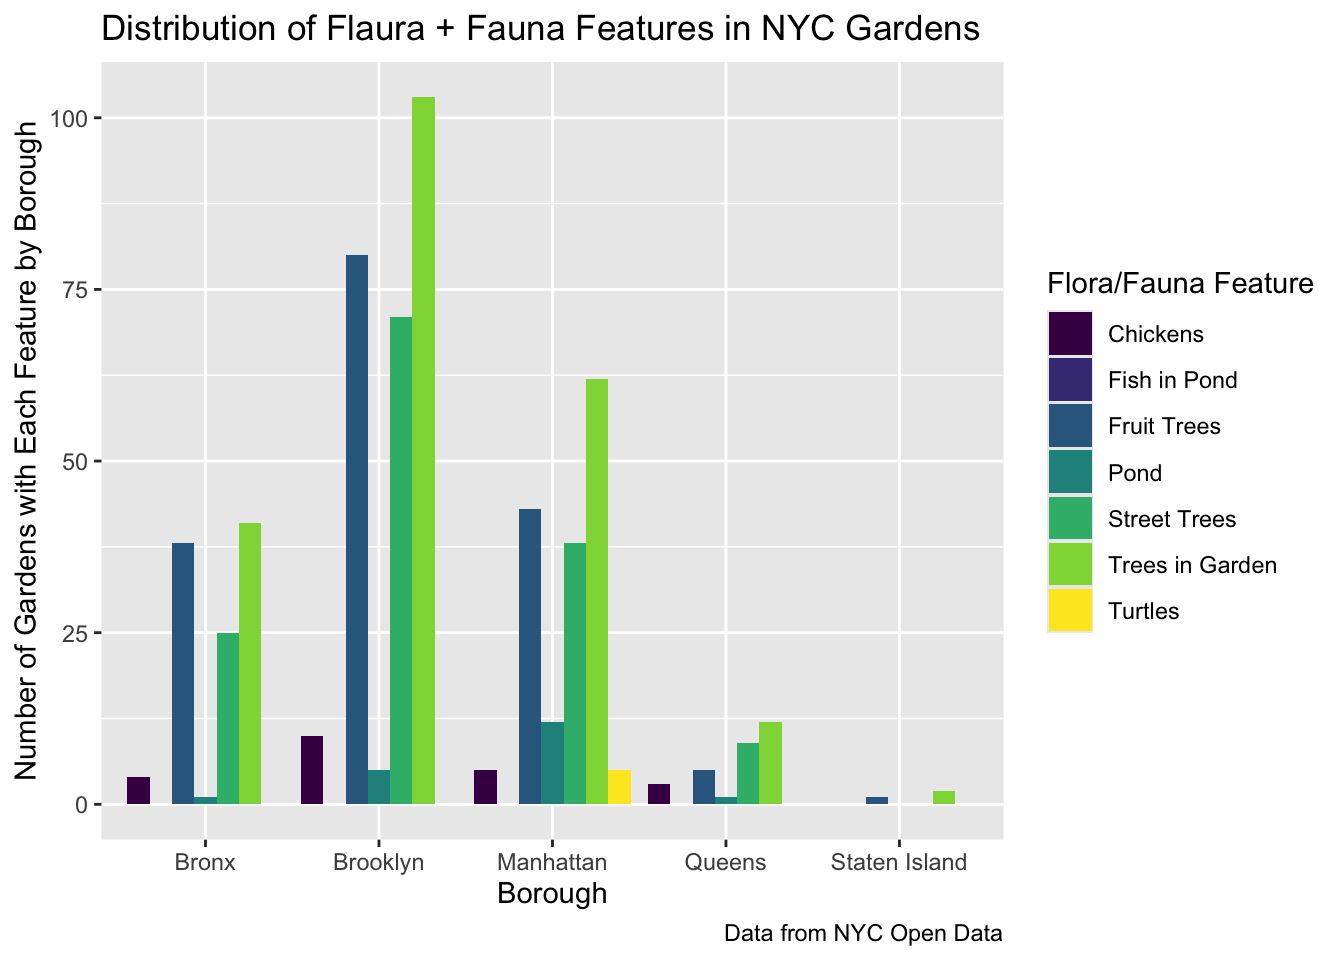 Distribution of Flaura + Fauna Features in NYC Gardens
Number of Gardens with Each Feature by Borough
100
75
50
25
0
Bronx
Brooklyn
Manhattan
Queens
Staten Island
Borough
Flora/Fauna Feature
Chickens
Fish in Pond
Fruit Trees
Pond
Street Trees
Trees in Garden
Turtles
Data from NYC Open Data